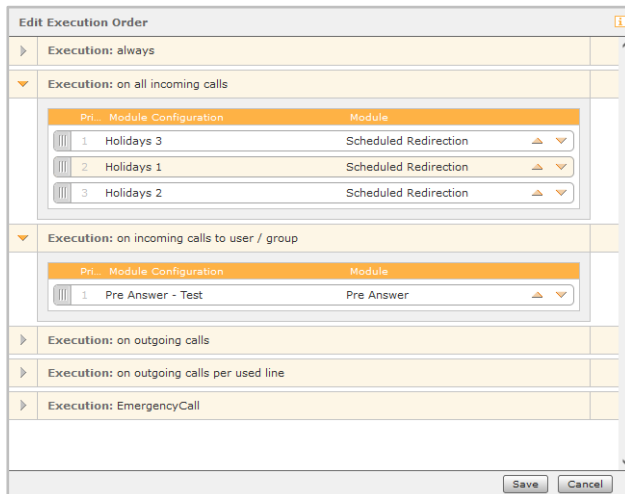 Edit Execution Order
Execution: always
Execution: on all incoming calls
Pri... Module Configuration Module
1 Holidays 3 Scheduled Redirection
2 Holidays 1 Scheduled Redirection
3 Holidays 2 Scheduled Redirection
Execution: on incoming calls to user / group
Pri... Module Configuration Module
1 Pre Answer - Test Pre Answer
Execution: on outgoing calls
Execution: on outgoing calls per used line
Execution: EmergencyCall
Save Cancel